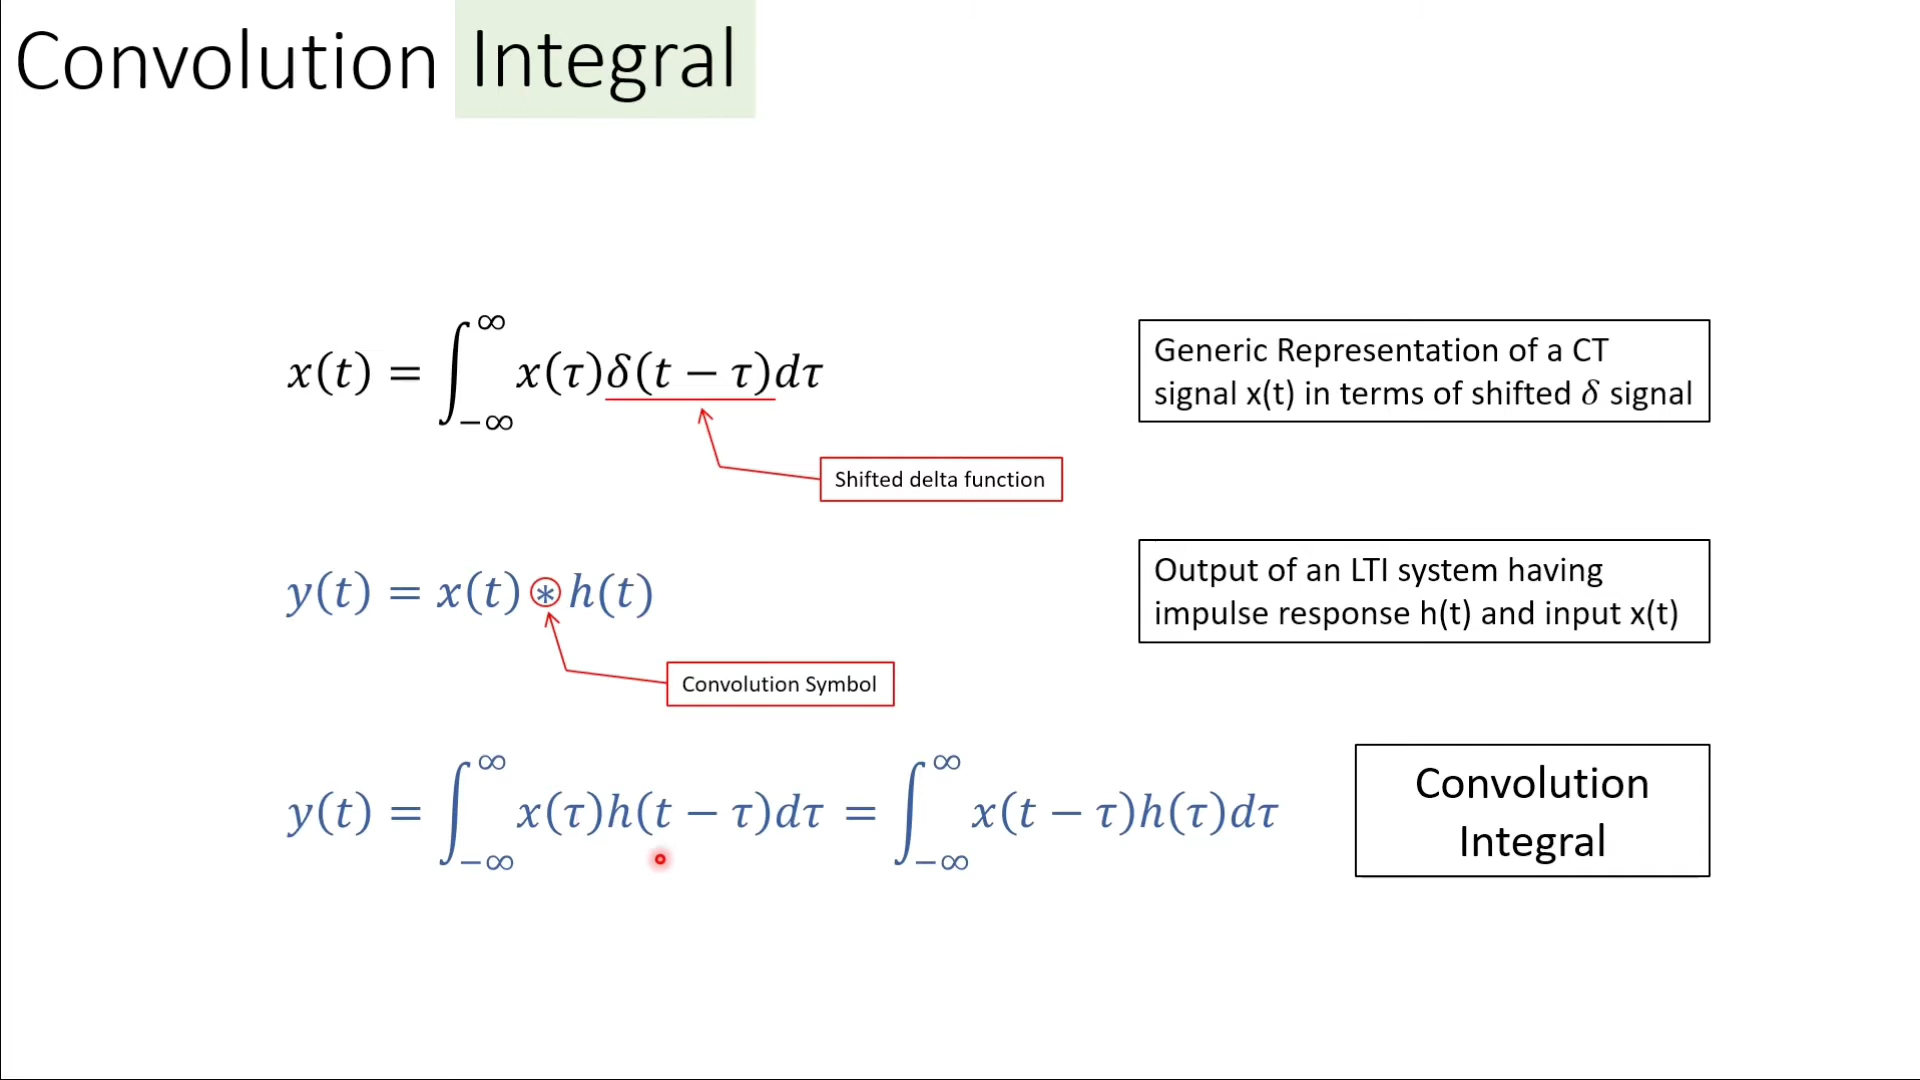 Convolution Integral
x(t) = ∫_{−∞}^{∞} x(τ)δ(t − τ)dτ
Generic Representation of a CT
signal x(t) in terms of shifted δ signal
Shifted delta function
y(t) = x(t) ⊛ h(t)
Output of an LTI system having
impulse response h(t) and input x(t)
Convolution Symbol
y(t) = ∫_{−∞}^{∞} x(τ)h(t − τ)dτ = ∫_{−∞}^{∞} x(t − τ)h(τ)dτ
Convolution
Integral